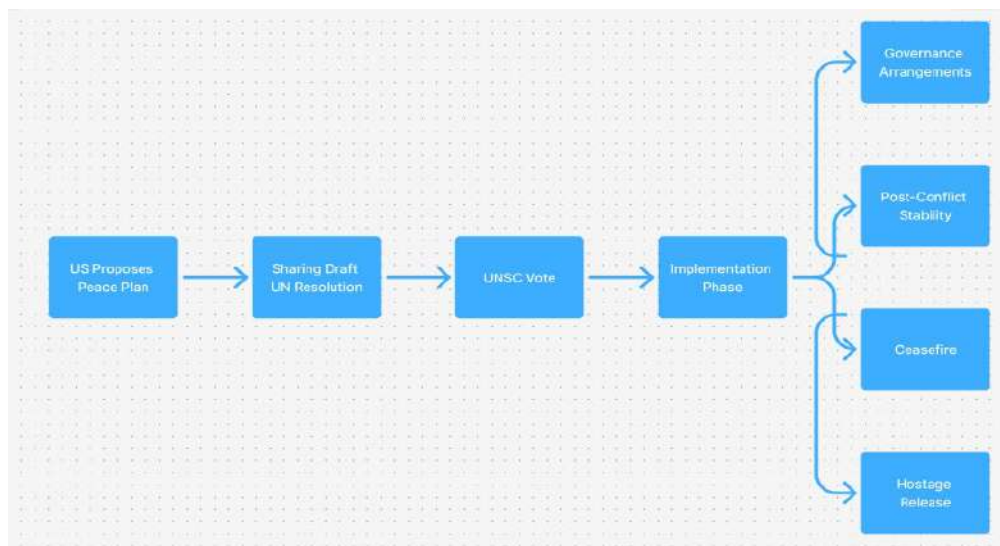 US Proposes
Peace Plan
Sharing Draft
UN Resolution
UNSC Vote
Implementation
Phase
Governance
Arrangements
Post-Conflict
Stability
Ceasefire
Hostage
Release